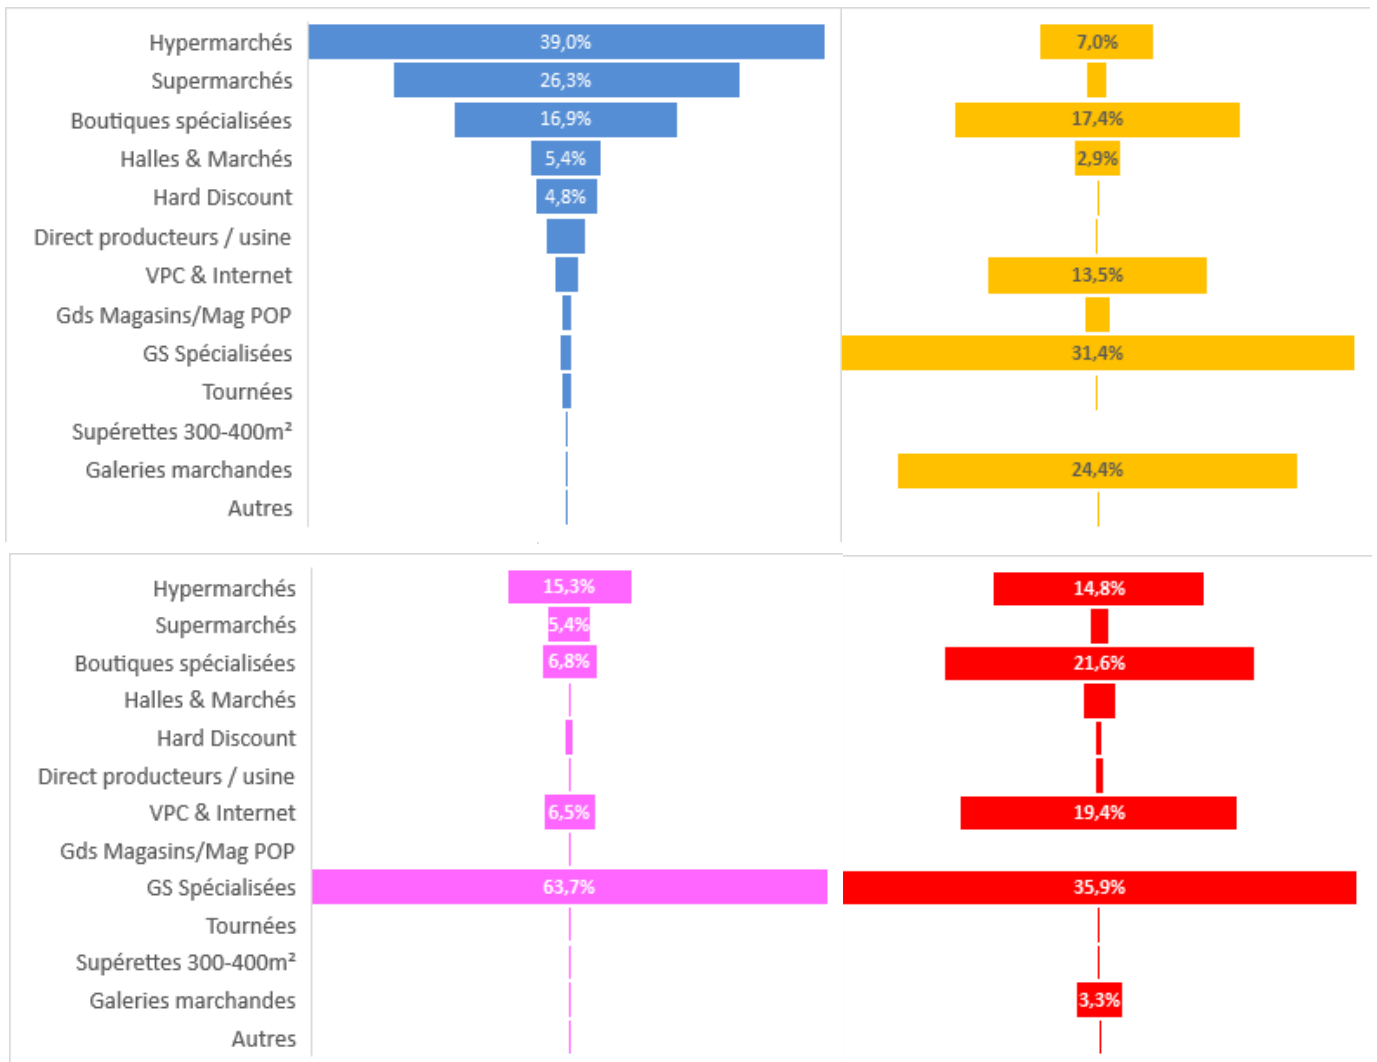 Hypermarchés 39,0% 7,0%
Supermarchés 26,3%
Boutiques spécialisées 16,9% 17,4%
Halles & Marchés 5,4% 2,9%
Hard Discount 4,8%
Direct producteurs / usine
VPC & Internet 13,5%
Gds Magasins/Mag POP
GS Spécialisées 31,4%
Tournées
Supérettes 300-400m²
Galeries marchandes 24,4%
Autres
Hypermarchés 15,3% 14,8%
Supermarchés 5,4%
Boutiques spécialisées 6,8% 21,6%
Halles & Marchés
Hard Discount
Direct producteurs / usine
VPC & Internet 6,5% 19,4%
Gds Magasins/Mag POP
GS Spécialisées 63,7% 35,9%
Tournées
Supérettes 300-400m²
Galeries marchandes 3,3%
Autres